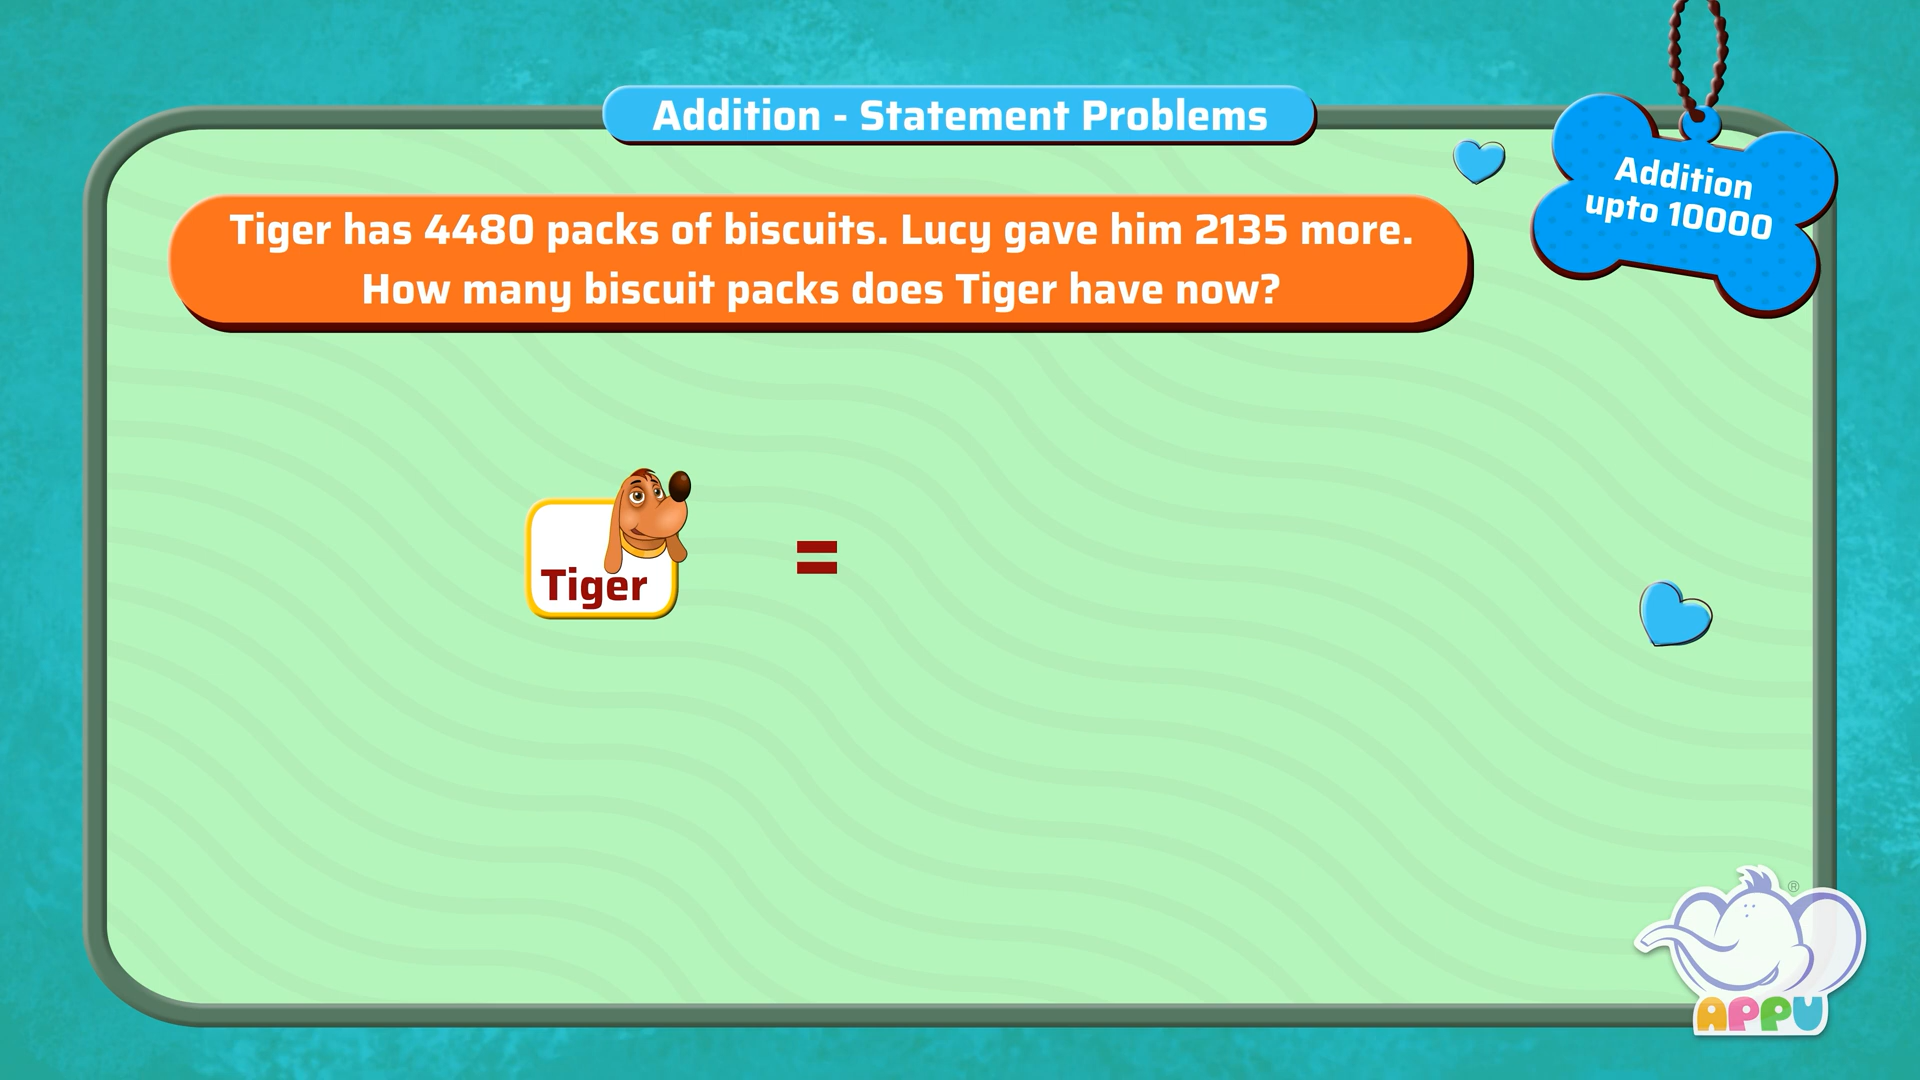 Addition - Statement Problems
Addition
upto 10000
Tiger has 4480 packs of biscuits. Lucy gave him 2135 more.
How many biscuit packs does Tiger have now?
Tiger
=
®
APPU